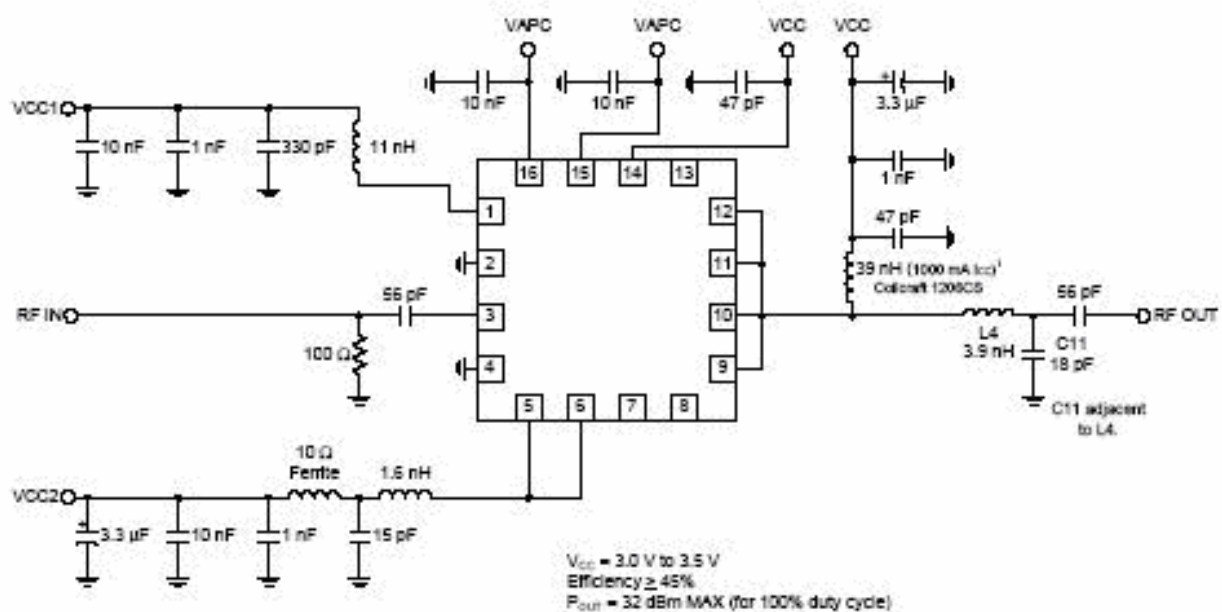 VAPC VAPC VCC VCC
10 nF 10 nF 47 pF 3.3 µF
VCC1
10 nF 1 nF 330 pF 11 nH
16 15 14 13
1 nF
1 12
47 pF
2 11
39 nH (1000 mA Icc)¹
Coilcraft 1206CS
56 pF 56 pF
RF IN 3 10 RF OUT
L4
3.9 nH
C11
18 pF
100 Ω
4 9
C11 adjacent
to L4.
5 6 7 8
10 Ω
Ferrite
1.6 nH
VCC2
3.3 µF 10 nF 1 nF 15 pF
VCC = 3.0 V to 3.5 V
Efficiency ≥ 45%
POUT = 32 dBm MAX (for 100% duty cycle)